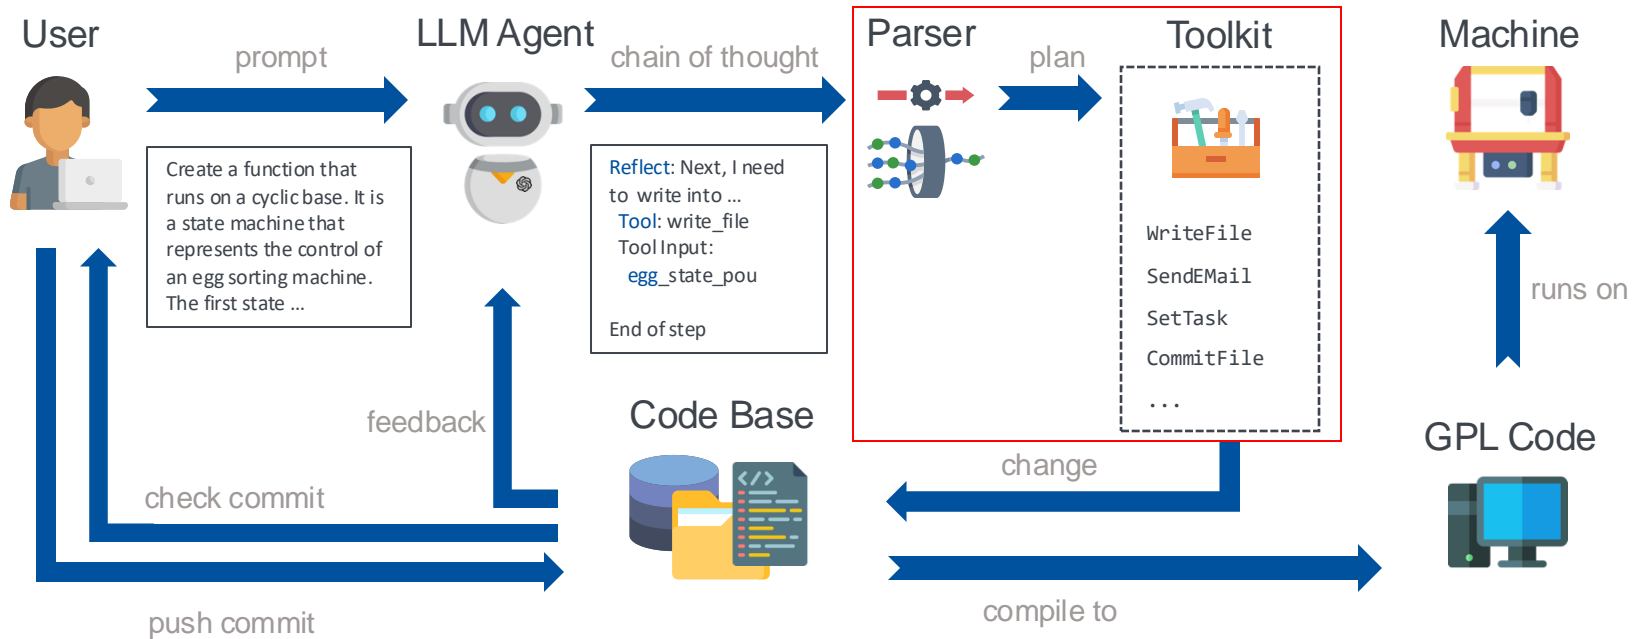 User
LLM Agent
Parser
Toolkit
Machine
prompt
chain of thought
plan
Create a function that
runs on a cyclic base. It is
a state machine that
represents the control of
an egg sorting machine.
The first state ...
Reflect: Next, I need
to write into ...
Tool: write_file
Tool Input:
egg_state_pou
End of step
WriteFile
SendEMail
SetTask
CommitFile
...
runs on
feedback
Code Base
</>
GPL Code
change
check commit
compile to
push commit